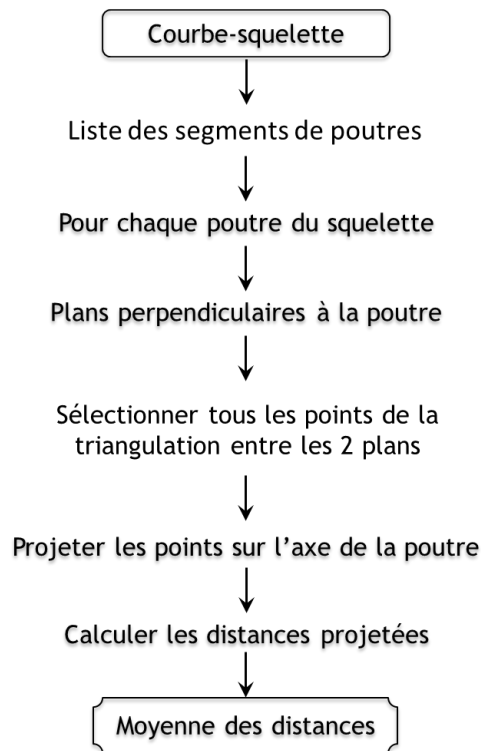 Courbe-squelette
Liste des segments de poutres
Pour chaque poutre du squelette
Plans perpendiculaires à la poutre
Sélectionner tous les points de la
triangulation entre les 2 plans
Projeter les points sur l’axe de la poutre
Calculer les distances projetées
Moyenne des distances